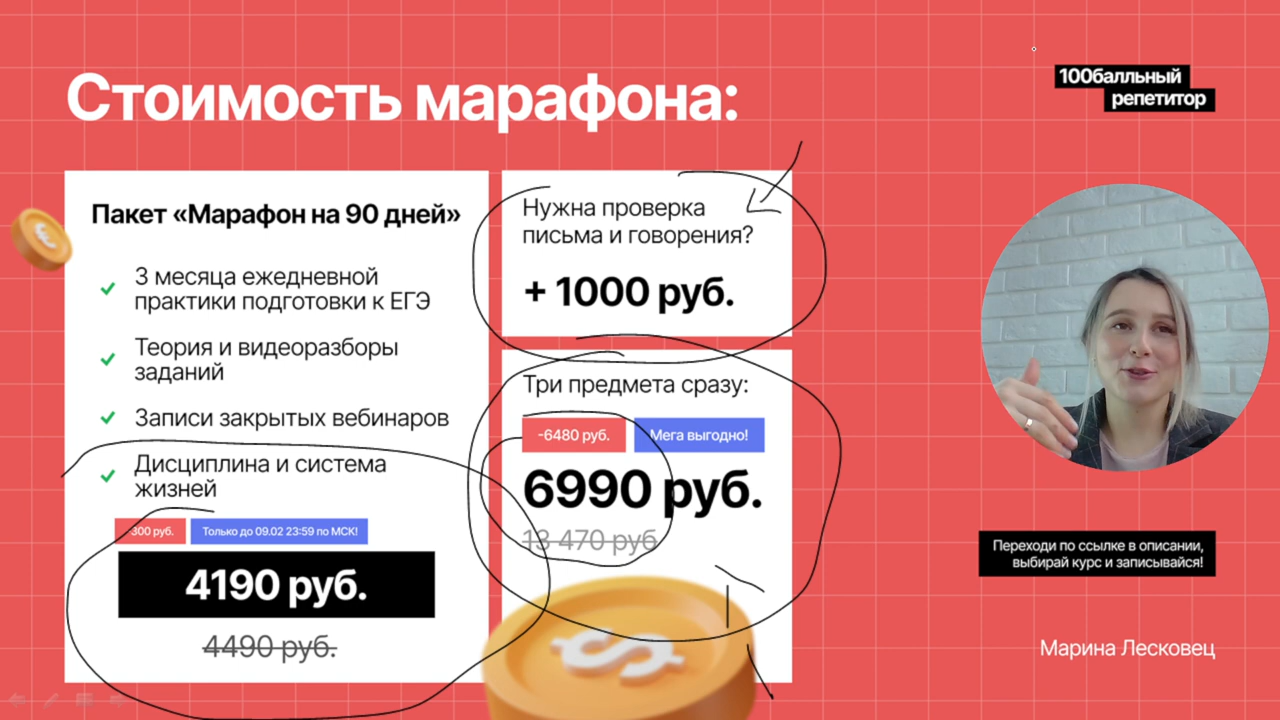 Стоимость марафона:
100балльный
репетитор
Пакет «Марафон на 90 дней»
3 месяца ежедневной
практики подготовки к ЕГЭ
Теория и видеоразборы
заданий
Записи закрытых вебинаров
Дисциплина и система
жизней
-300 руб.
Только до 09.02 23:59 по МСК!
4190 руб.
4490 руб.
Нужна проверка
письма и говорения?
+ 1000 руб.
Три предмета сразу:
-6480 руб.
Мега выгодно!
6990 руб.
13 470 руб.
Переходи по ссылке в описании,
выбирай курс и записывайся!
Марина Лесковец